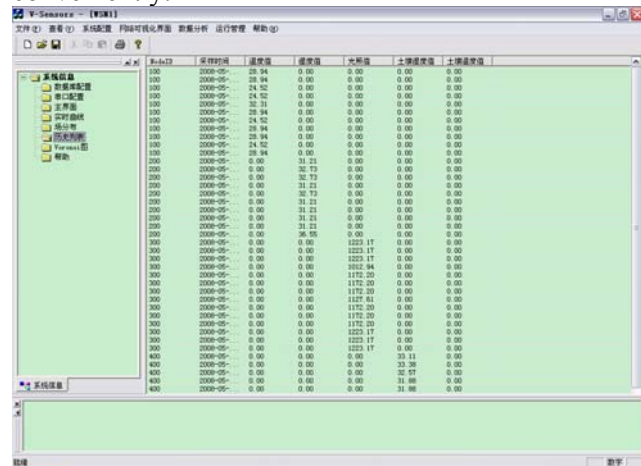 V-Sensors - [WSN1]
文件(F) 查看(V) 系统配置 网络可视化界面 数据分析 运行管理 帮助(H)
系统信息
数据库配置
串口配置
主界面
实时曲线
场分布
历史列表
Voronoi图
帮助
系统信息
NodeID 采样时间 温度值 湿度值 光照值 土壤湿度值 土壤温度值
100 2008-05-... 28.94 0.00 0.00 0.00 0.00
100 2008-05-... 28.94 0.00 0.00 0.00 0.00
100 2008-05-... 24.52 0.00 0.00 0.00 0.00
100 2008-05-... 32.31 0.00 0.00 0.00 0.00
100 2008-05-... 28.94 0.00 0.00 0.00 0.00
100 2008-05-... 24.52 0.00 0.00 0.00 0.00
100 2008-05-... 28.94 0.00 0.00 0.00 0.00
100 2008-05-... 28.94 0.00 0.00 0.00 0.00
100 2008-05-... 24.52 0.00 0.00 0.00 0.00
100 2008-05-... 28.94 0.00 0.00 0.00 0.00
200 2008-05-... 0.00 31.21 0.00 0.00 0.00
200 2008-05-... 0.00 32.73 0.00 0.00 0.00
200 2008-05-... 0.00 32.73 0.00 0.00 0.00
200 2008-05-... 0.00 31.21 0.00 0.00 0.00
200 2008-05-... 0.00 32.73 0.00 0.00 0.00
200 2008-05-... 0.00 31.21 0.00 0.00 0.00
200 2008-05-... 0.00 31.21 0.00 0.00 0.00
200 2008-05-... 0.00 31.21 0.00 0.00 0.00
200 2008-05-... 0.00 31.21 0.00 0.00 0.00
200 2008-05-... 0.00 36.55 0.00 0.00 0.00
300 2008-05-... 0.00 0.00 1223.17 0.00 0.00
300 2008-05-... 0.00 0.00 1223.17 0.00 0.00
300 2008-05-... 0.00 0.00 1223.17 0.00 0.00
300 2008-05-... 0.00 0.00 1012.94 0.00 0.00
300 2008-05-... 0.00 0.00 1172.20 0.00 0.00
300 2008-05-... 0.00 0.00 1172.20 0.00 0.00
300 2008-05-... 0.00 0.00 1127.61 0.00 0.00
300 2008-05-... 0.00 0.00 1172.20 0.00 0.00
300 2008-05-... 0.00 0.00 1172.20 0.00 0.00
300 2008-05-... 0.00 0.00 1223.17 0.00 0.00
300 2008-05-... 0.00 0.00 1223.17 0.00 0.00
300 2008-05-... 0.00 0.00 1223.17 0.00 0.00
400 2008-05-... 0.00 0.00 0.00 33.11 0.00
400 2008-05-... 0.00 0.00 0.00 33.38 0.00
400 2008-05-... 0.00 0.00 0.00 32.57 0.00
400 2008-05-... 0.00 0.00 0.00 31.88 0.00
400 2008-05-... 0.00 0.00 0.00 31.88 0.00
就绪 数字